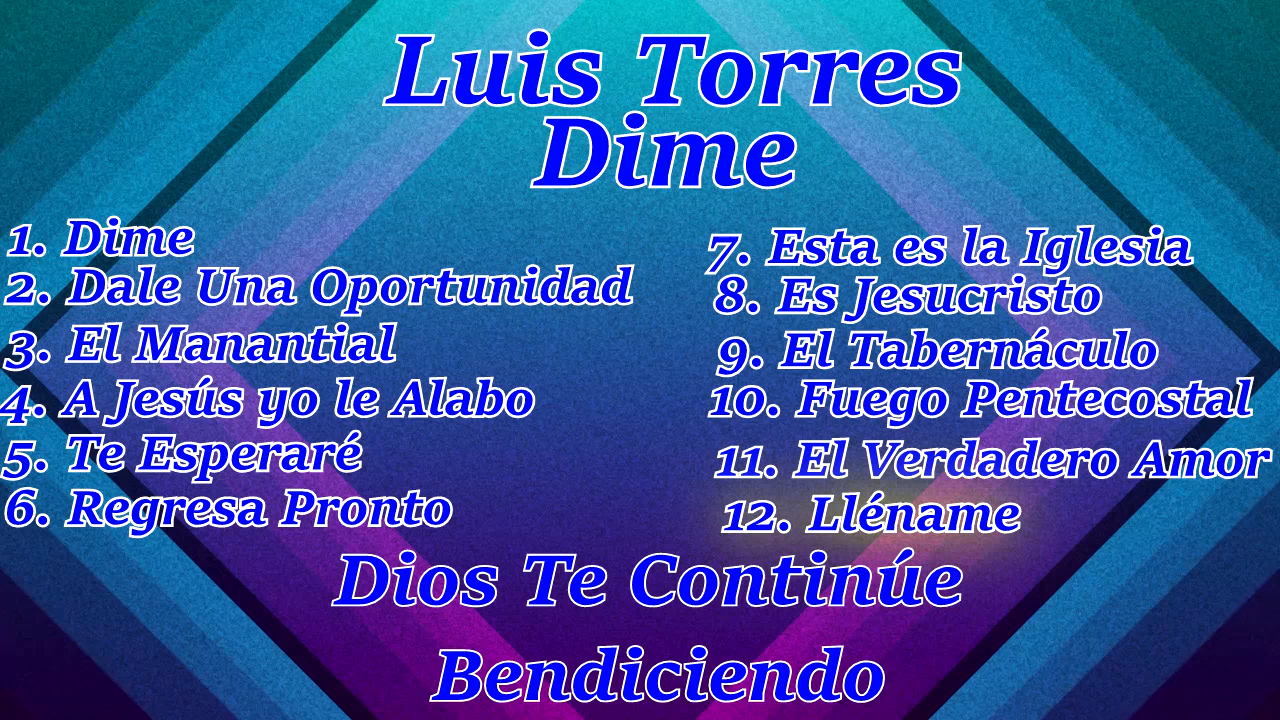 Luis Torres
Dime
1. Dime
2. Dale Una Oportunidad
3. El Manantial
4. A Jesús yo le Alabo
5. Te Esperaré
6. Regresa Pronto
7. Esta es la Iglesia
8. Es Jesucristo
9. El Tabernáculo
10. Fuego Pentecostal
11. El Verdadero Amor
12. Lléname
Dios Te Continúe
Bendiciendo